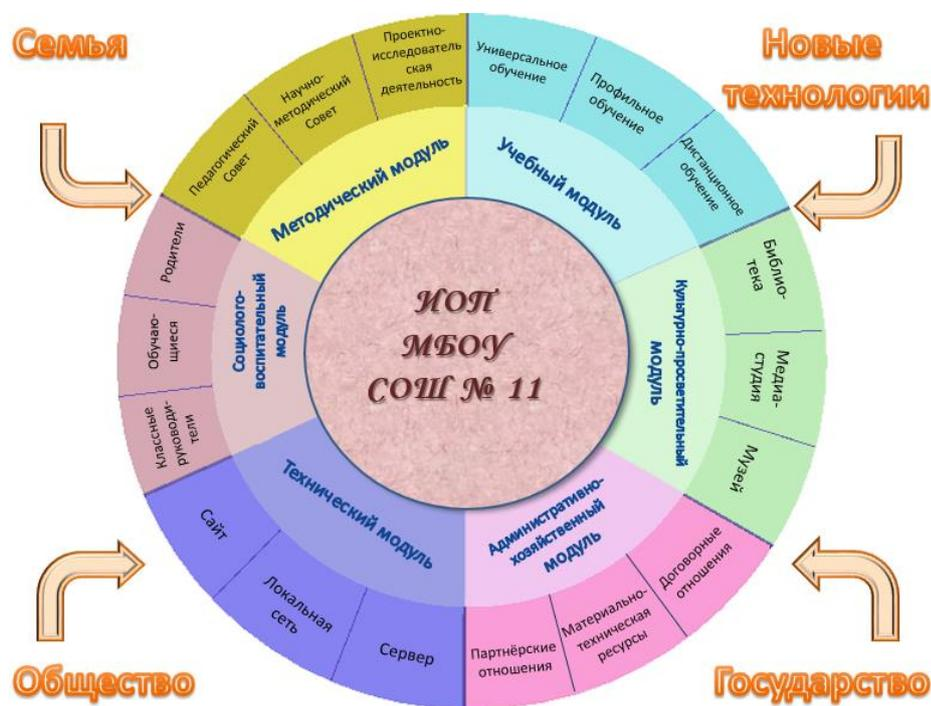 Семья
Новые
технологии
Проектно-
исследователь
ская
деятельность
Научно-
методический
Совет
Педагогический
Совет
Методический модуль
Универсальное
обучение
Профильное
обучение
Дистанционное
обучение
Учебный модуль
Библио-
тека
Медиа-
студия
Музей
Культурно-просветительный
модуль
Договорные
отношения
Материально-
техническая
ресурсы
Партнёрские
отношения
Административно-
хозяйственный
модуль
Сервер
Локальная
сеть
Сайт
Технический модуль
Классные
руководи-
тели
Обучаю-
щиеся
Родители
Социолого-
воспитательный
модуль
ИОП
МБОУ
СОШ № 11
Общество
Государство